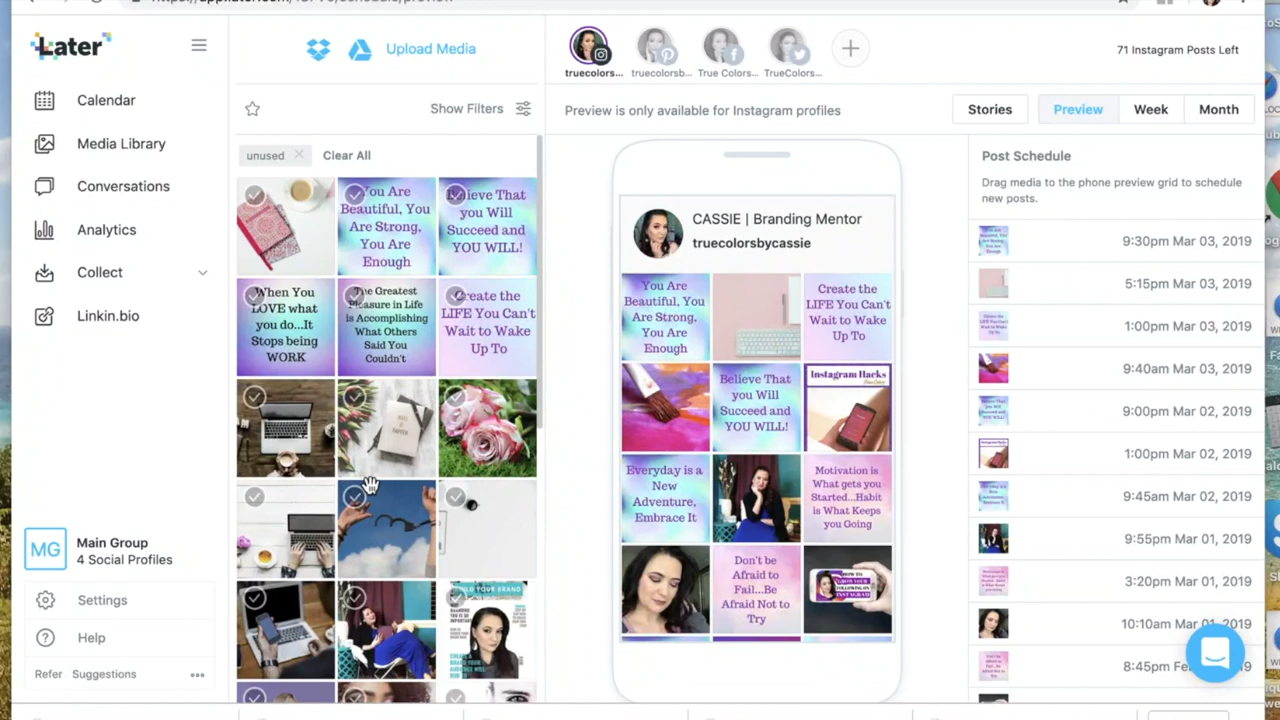 Later
Calendar
Media Library
Conversations
Analytics
Collect
Linkin.bio
MG
Main Group
4 Social Profiles
Settings
Help
Refer Suggestions
Upload Media
Show Filters
unused
Clear All
You Are
Beautiful, You
Are Strong,
You Are
Enough
Believe That
you Will
Succeed and
YOU WILL!
When You
LOVE what
you do...It
Stops being
WORK
The Greatest
Pleasure in Life
is Accomplishing
What Others
Said You
Couldn't
Create the
LIFE You Can't
Wait to Wake
Up To
truecolors...
truecolorsb...
True Colors...
TrueColors...
71 Instagram Posts Left
Preview is only available for Instagram profiles
Stories
Preview
Week
Month
CASSIE | Branding Mentor
truecolorsbycassie
You Are
Beautiful, You
Are Strong,
You Are
Enough
Create the
LIFE You Can't
Wait to Wake
Up To
Believe That
you Will
Succeed and
YOU WILL!
Instagram Hacks
Everyday is a
New
Adventure,
Embrace It
Motivation is
What gets you
Started...Habit
is What Keeps
you Going
Don't be
Afraid to
Fail...Be
Afraid Not to
Try
Post Schedule
Drag media to the phone preview grid to schedule
new posts.
9:30pm Mar 03, 2019
5:15pm Mar 03, 2019
1:00pm Mar 03, 2019
9:40am Mar 03, 2019
9:00pm Mar 02, 2019
1:00pm Mar 02, 2019
9:45am Mar 02, 2019
9:55pm Mar 01, 2019
3:20pm Mar 01, 2019
10:10am Mar 01
8:45pm